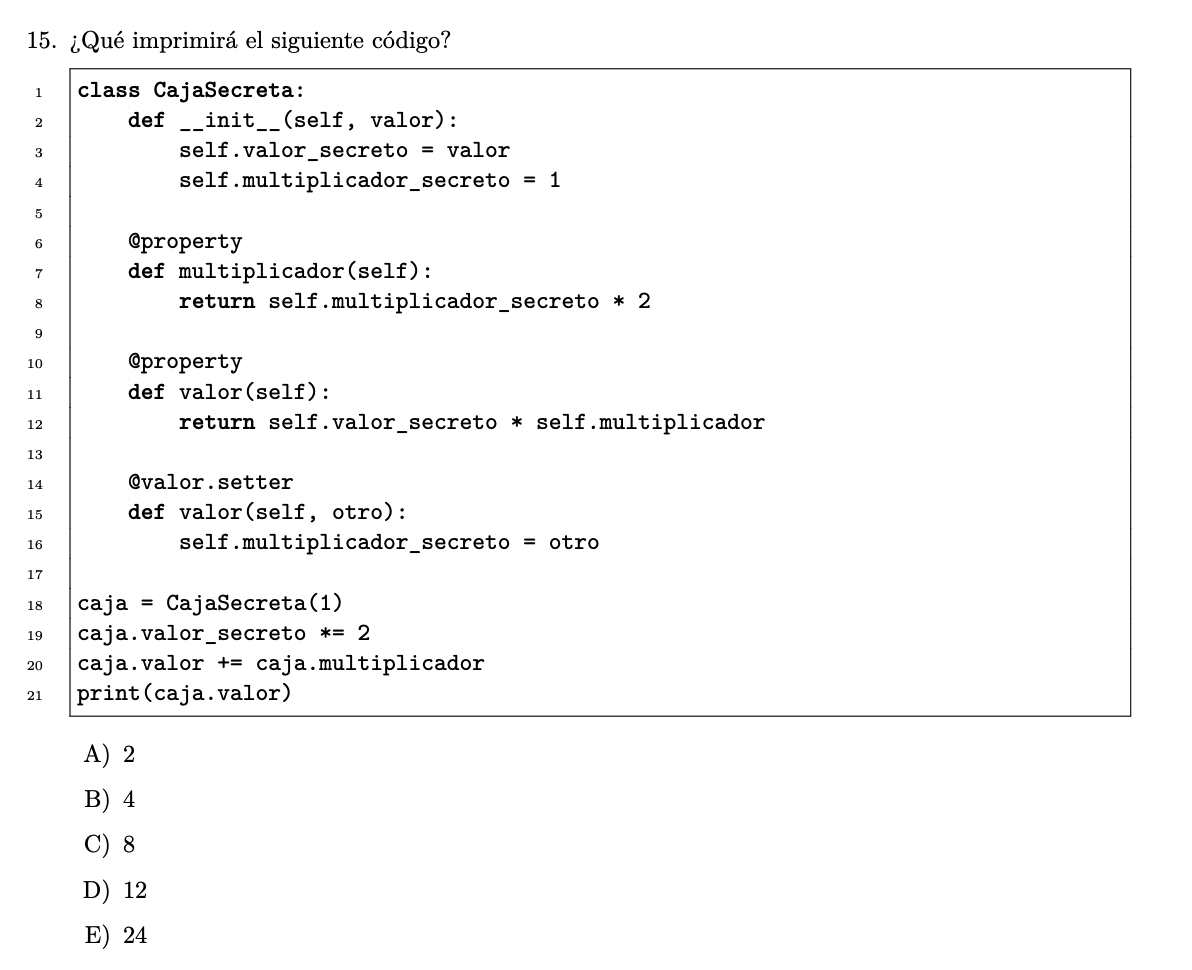 15. ¿Qué imprimirá el siguiente código?
1 class CajaSecreta:
2     def __init__(self, valor):
3         self.valor_secreto = valor
4         self.multiplicador_secreto = 1
5
6     @property
7     def multiplicador(self):
8         return self.multiplicador_secreto * 2
9
10     @property
11     def valor(self):
12         return self.valor_secreto * self.multiplicador
13
14     @valor.setter
15     def valor(self, otro):
16         self.multiplicador_secreto = otro
17
18 caja = CajaSecreta(1)
19 caja.valor_secreto *= 2
20 caja.valor += caja.multiplicador
21 print(caja.valor)
A) 2
B) 4
C) 8
D) 12
E) 24